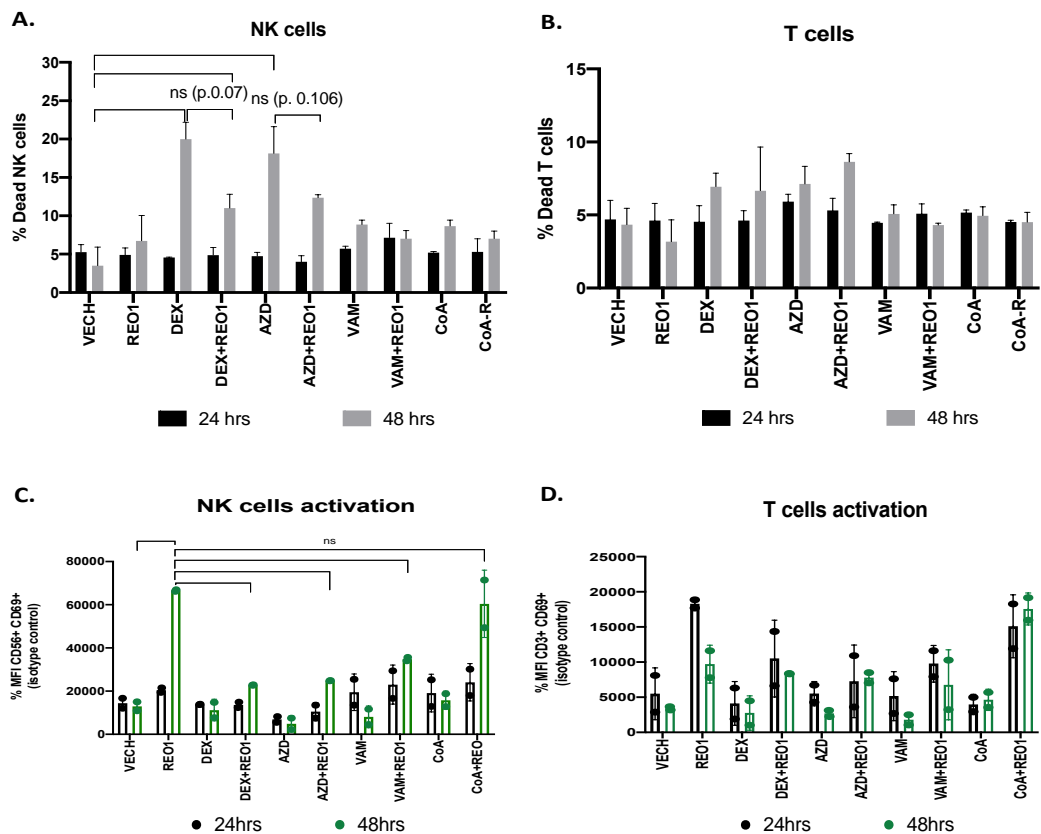 A.
NK cells
ns (p.0.07)
ns (p. 0.106)
% Dead NK cells
30
25
20
15
10
5
0
VECH
REO1
DEX
DEX+REO1
AZD
AZD+REO1
VAM
VAM+REO1
CoA
CoA-R
24 hrs
48 hrs
B.
T cells
% Dead T cells
15
10
5
0
VECH
REO1
DEX
DEX+REO1
AZD
AZD+REO1
VAM
VAM+REO1
CoA
CoA-R
24 hrs
48 hrs
C.
NK cells activation
ns
% MFI CD56+ CD69+
(isotype control)
80000
60000
40000
20000
0
VECH
REO1
DEX
DEX+REO1
AZD
AZD+REO1
VAM
VAM+REO1
CoA
CoA+REO
24hrs
48hrs
D.
T cells activation
% MFI CD3+ CD69+
(isotype control)
25000
20000
15000
10000
5000
0
VECH
REO1
DEX
DEX+REO1
AZD
AZD+REO1
VAM
VAM+REO1
CoA
CoA+REO1
24hrs
48hrs